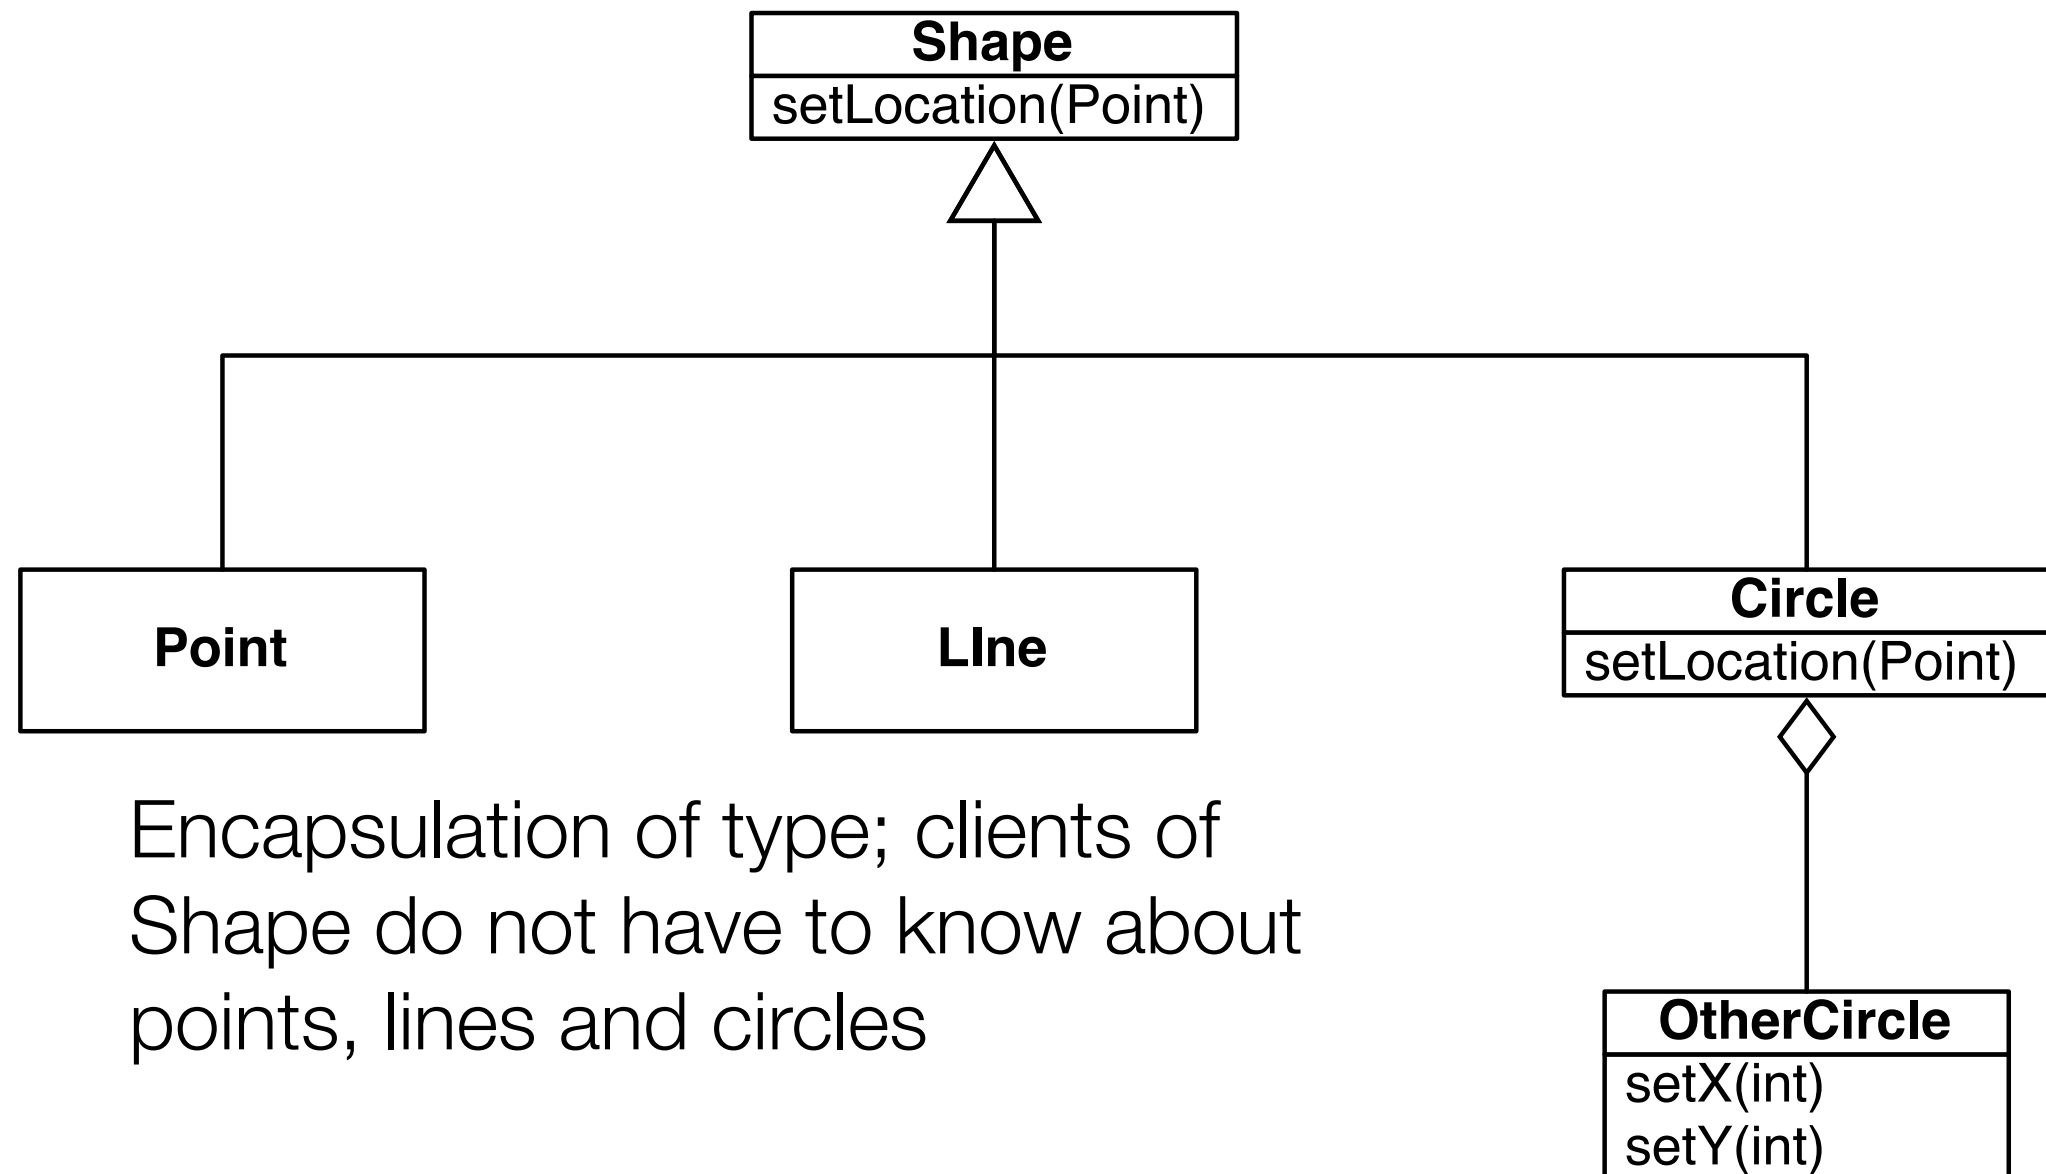 Shape
setLocation(Point)
Point
LIne
Circle
setLocation(Point)
Encapsulation of type; clients of
Shape do not have to know about
points, lines and circles
OtherCircle
setX(int)
setY(int)